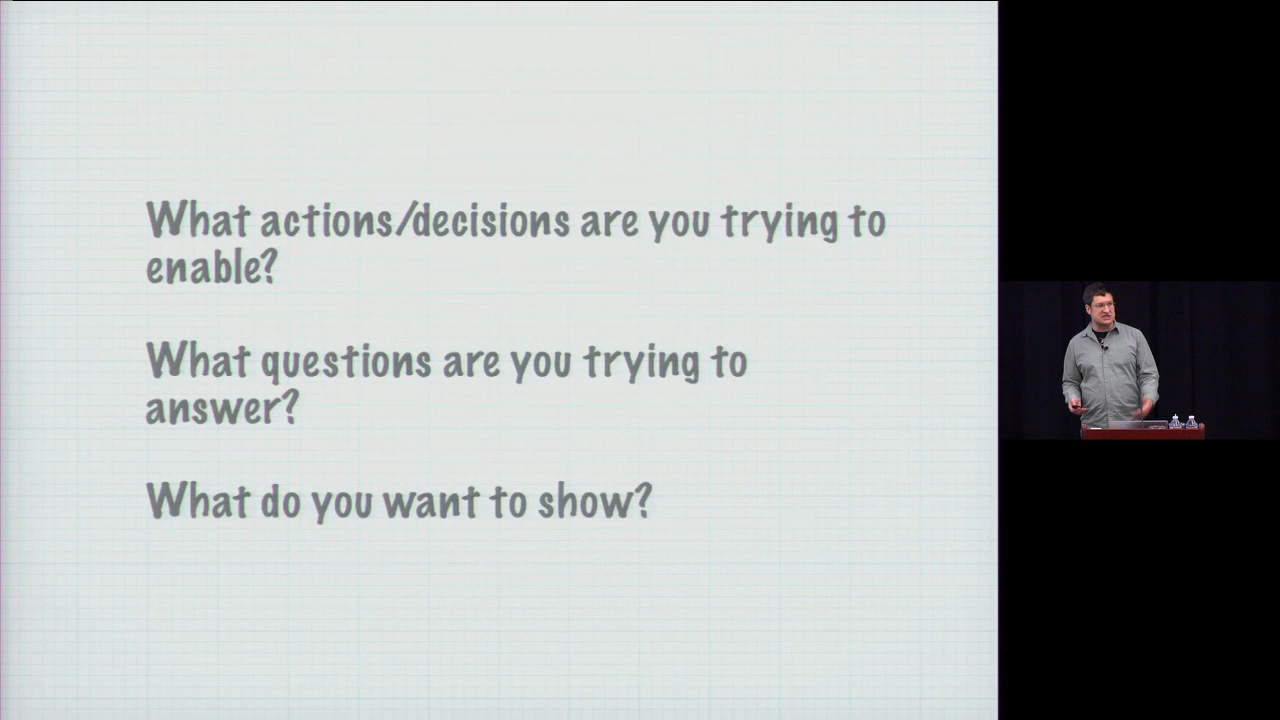 What actions/decisions are you trying to
enable?
What questions are you trying to
answer?
What do you want to show?